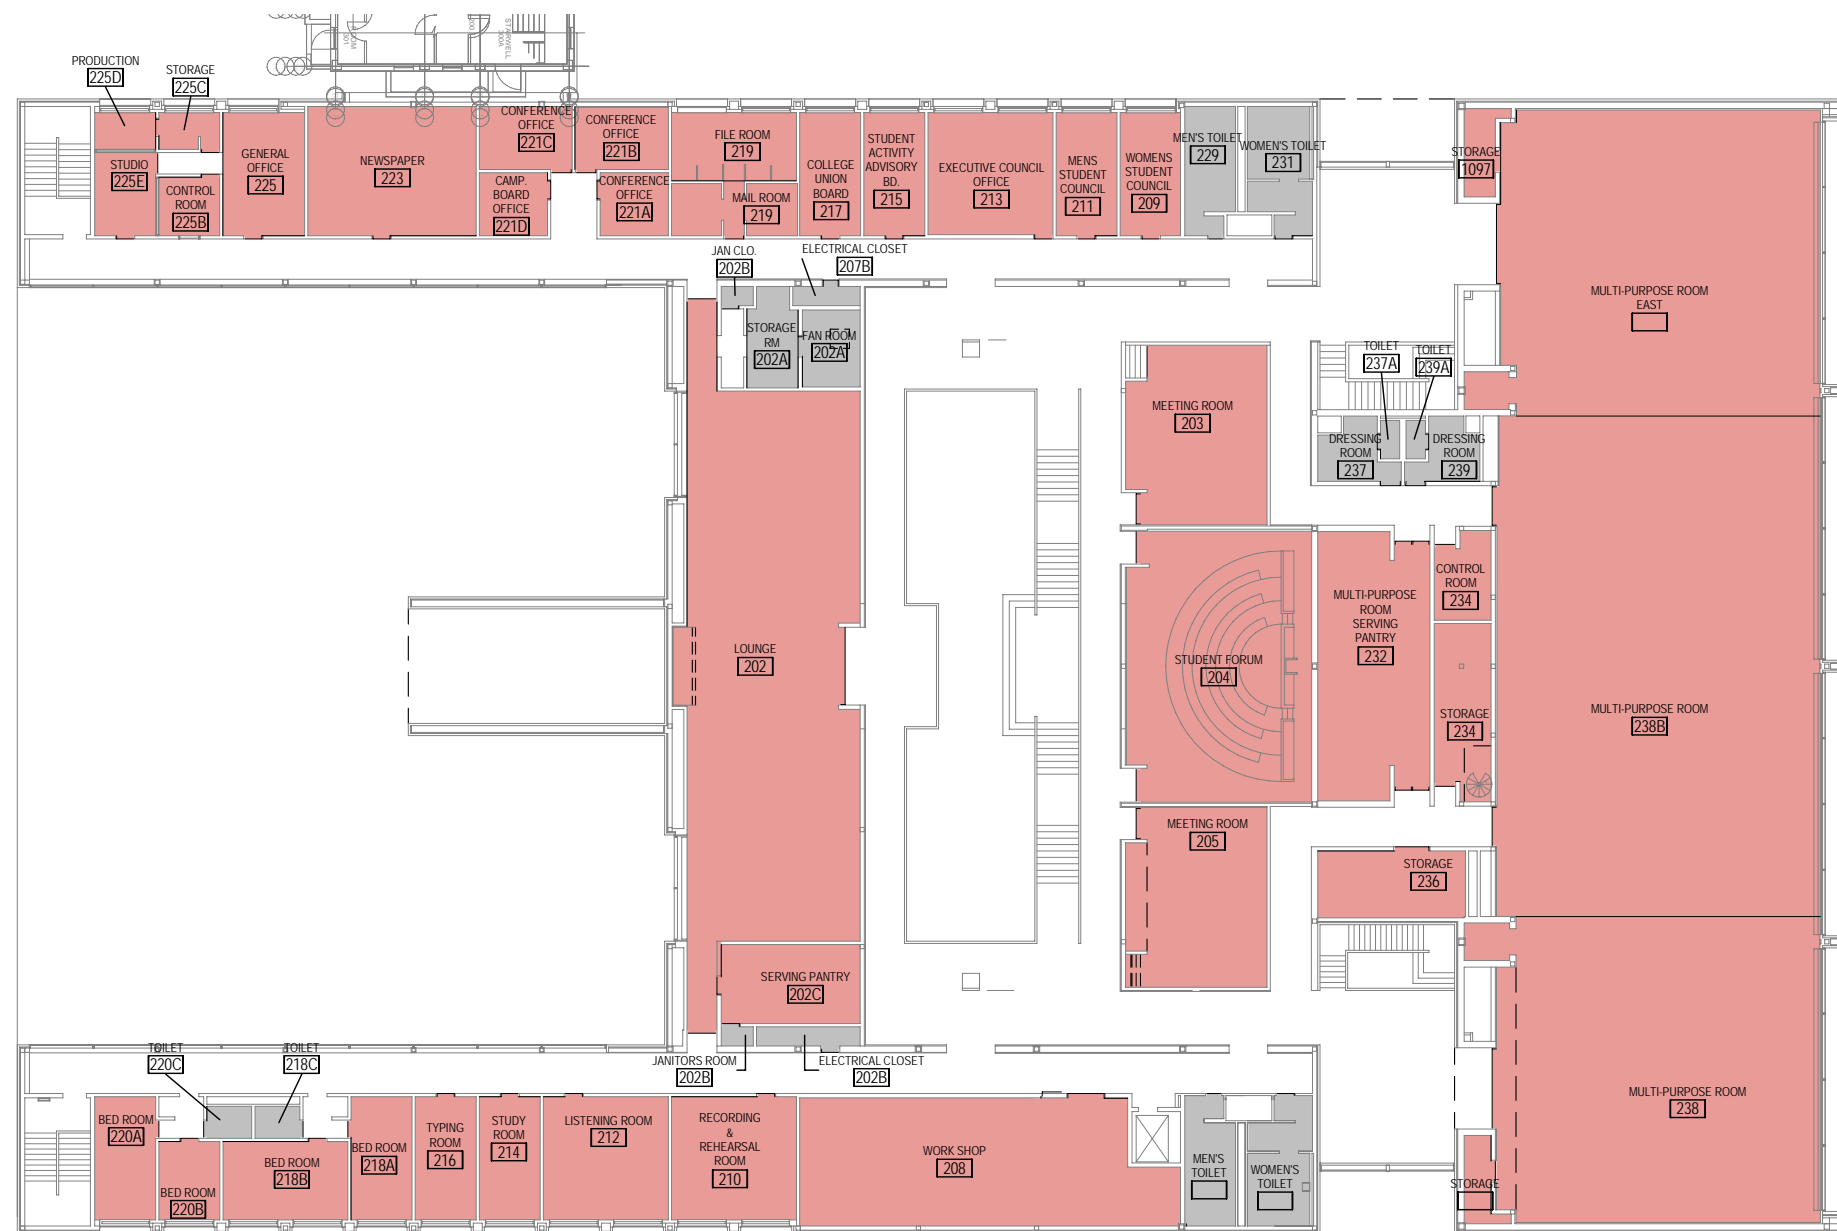 STAIRWELL
300A
200
ROOM
301
PRODUCTION
225D
STORAGE
225C
STUDIO
225E
CONTROL
ROOM
225B
GENERAL
OFFICE
225
NEWSPAPER
223
CONFERENCE
OFFICE
221C
CONFERENCE
OFFICE
221B
CAMP.
BOARD
OFFICE
221D
CONFERENCE
OFFICE
221A
FILE ROOM
219
MAIL ROOM
219
COLLEGE
UNION
BOARD
217
STUDENT
ACTIVITY
ADVISORY
BD.
215
EXECUTIVE COUNCIL
OFFICE
213
MENS
STUDENT
COUNCIL
211
WOMENS
STUDENT
COUNCIL
209
MEN'S TOILET
229
WOMEN'S TOILET
231
STORAGE
1097
JAN CLO.
202B
ELECTRICAL CLOSET
207B
STORAGE
RM
202A
FAN ROOM
202A
MULTI-PURPOSE ROOM
EAST
TOILET
237A
TOILET
239A
MEETING ROOM
203
DRESSING
ROOM
237
DRESSING
ROOM
239
LOUNGE
202
STUDENT FORUM
204
MULTI-PURPOSE
ROOM
SERVING
PANTRY
232
CONTROL
ROOM
234
STORAGE
234
MULTI-PURPOSE ROOM
238B
MEETING ROOM
205
STORAGE
236
SERVING PANTRY
202C
JANITORS ROOM
202B
ELECTRICAL CLOSET
202B
TOILET
220C
TOILET
218C
BED ROOM
220A
BED ROOM
220B
BED ROOM
218B
BED ROOM
218A
TYPING
ROOM
216
STUDY
ROOM
214
LISTENING ROOM
212
RECORDING
&
REHEARSAL
ROOM
210
WORK SHOP
208
MEN'S
TOILET
WOMEN'S
TOILET
MULTI-PURPOSE ROOM
238
STORAGE